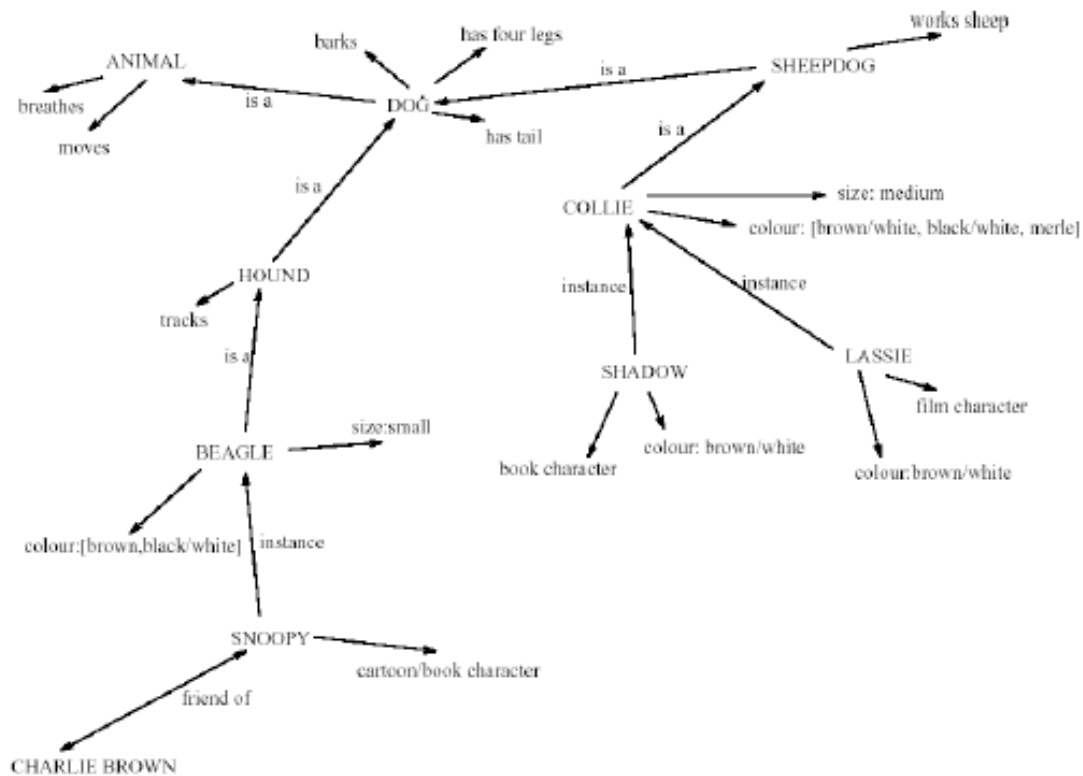 works sheep
has four legs
barks
ANIMAL
is a
SHEEPDOG
breathes
is a
DOG
moves
has tail
is a
is a
size: medium
COLLIE
colour: [brown/white, black/white, merle]
HOUND
instance
instance
tracks
is a
LASSIE
SHADOW
film character
size:small
BEAGLE
colour: brown/white
book character
colour:brown/white
colour:[brown,black/white]
instance
SNOOPY
cartoon/book character
friend of
CHARLIE BROWN